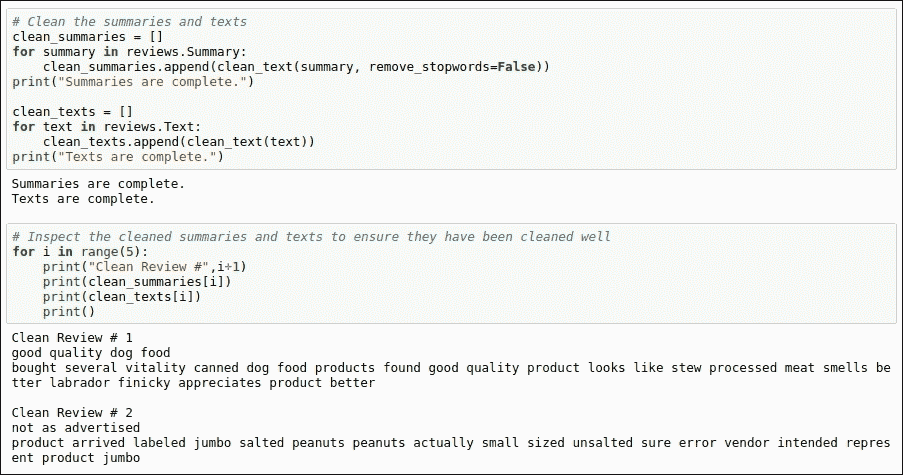 # Clean the summaries and texts
clean_summaries = []
for summary in reviews.Summary:
    clean_summaries.append(clean_text(summary, remove_stopwords=False))
print("Summaries are complete.")

clean_texts = []
for text in reviews.Text:
    clean_texts.append(clean_text(text))
print("Texts are complete.")

Summaries are complete.
Texts are complete.

# Inspect the cleaned summaries and texts to ensure they have been cleaned well
for i in range(5):
    print("Clean Review #",i+1)
    print(clean_summaries[i])
    print(clean_texts[i])
    print()

Clean Review # 1
good quality dog food
bought several vitality canned dog food products found good quality product looks like stew processed meat smells be
tter labrador finicky appreciates product better

Clean Review # 2
not as advertised
product arrived labeled jumbo salted peanuts peanuts actually small sized unsalted sure error vendor intended repres
ent product jumbo